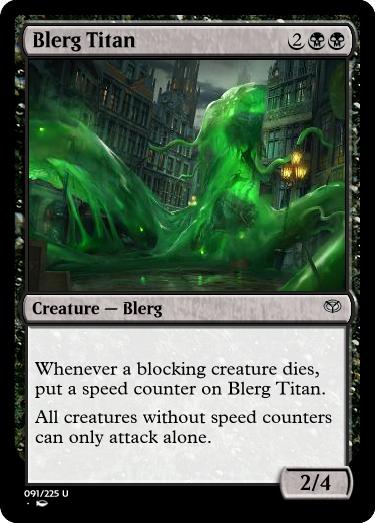 Blerg Titan 2
Creature — Blerg
Whenever a blocking creature dies,
put a speed counter on Blerg Titan.
All creatures without speed counters
can only attack alone.
2/4
091/225 U